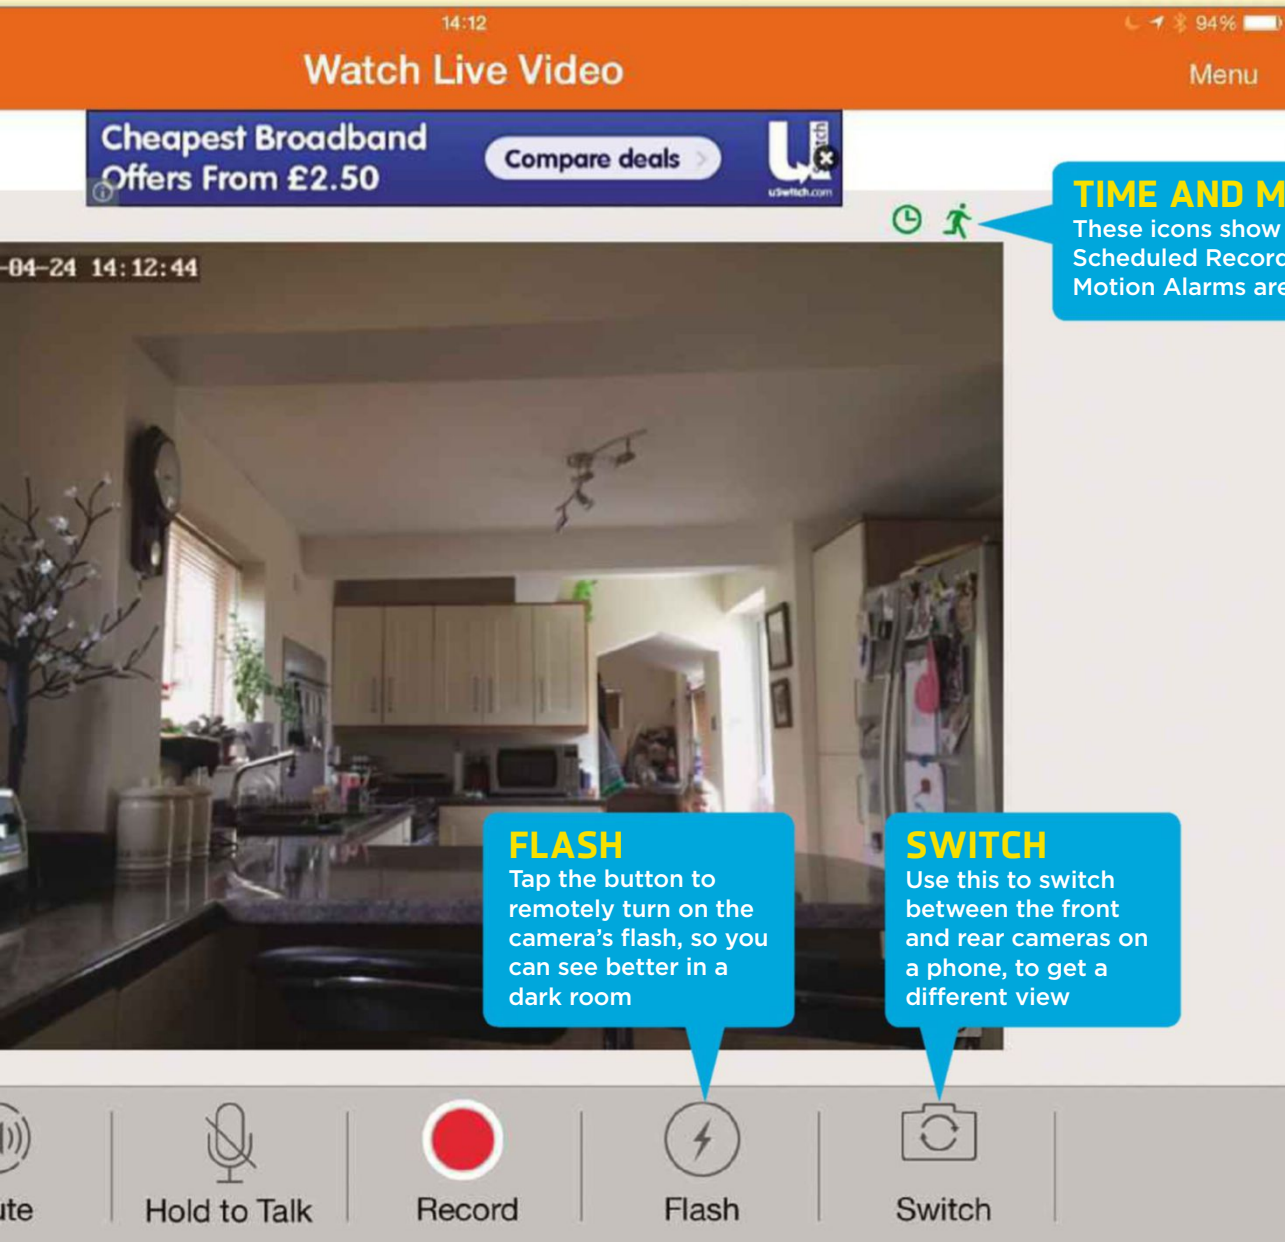 14:12
94%
Watch Live Video
Menu
Cheapest Broadband
Offers From £2.50
Compare deals
uSwitch.com
TIME AND M
These icons show
Scheduled Record
Motion Alarms are
-04-24 14:12:44
FLASH
Tap the button to
remotely turn on the
camera's flash, so you
can see better in a
dark room
SWITCH
Use this to switch
between the front
and rear cameras on
a phone, to get a
different view
ute
Hold to Talk
Record
Flash
Switch